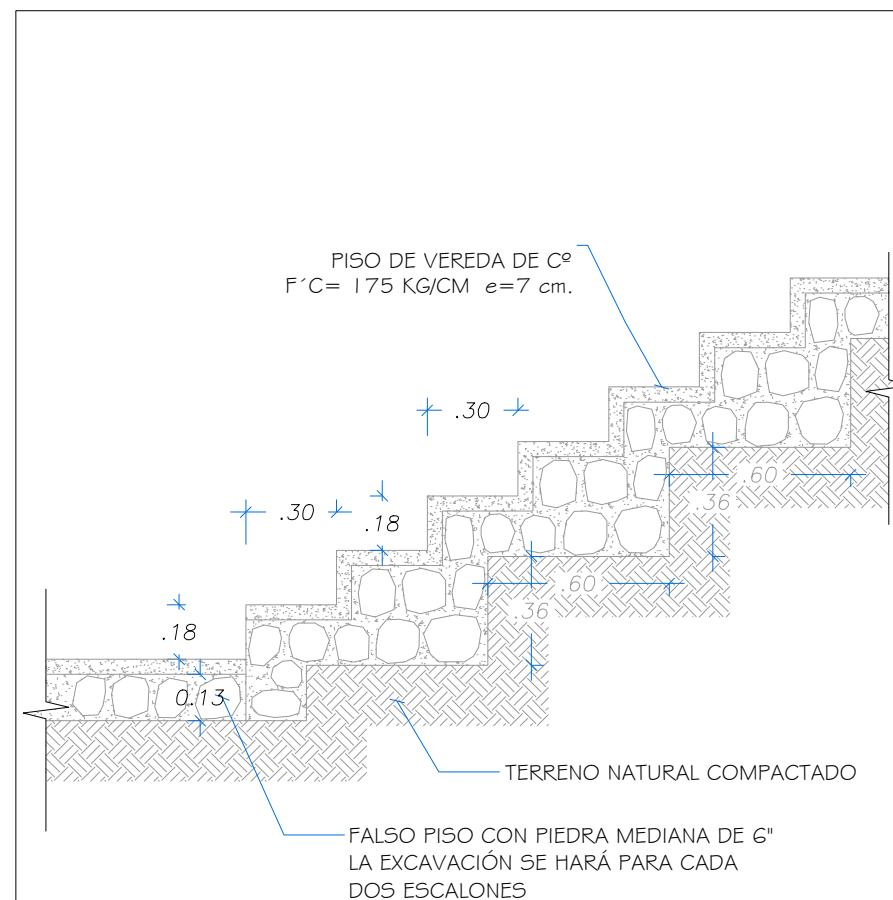 PISO DE VEREDA DE Cº
F´C= 175 KG/CM e=7 cm.
.30
.30
.18
.60
.36
.60
.36
.18
0.13
TERRENO NATURAL COMPACTADO
FALSO PISO CON PIEDRA MEDIANA DE 6"
LA EXCAVACIÓN SE HARÁ PARA CADA
DOS ESCALONES